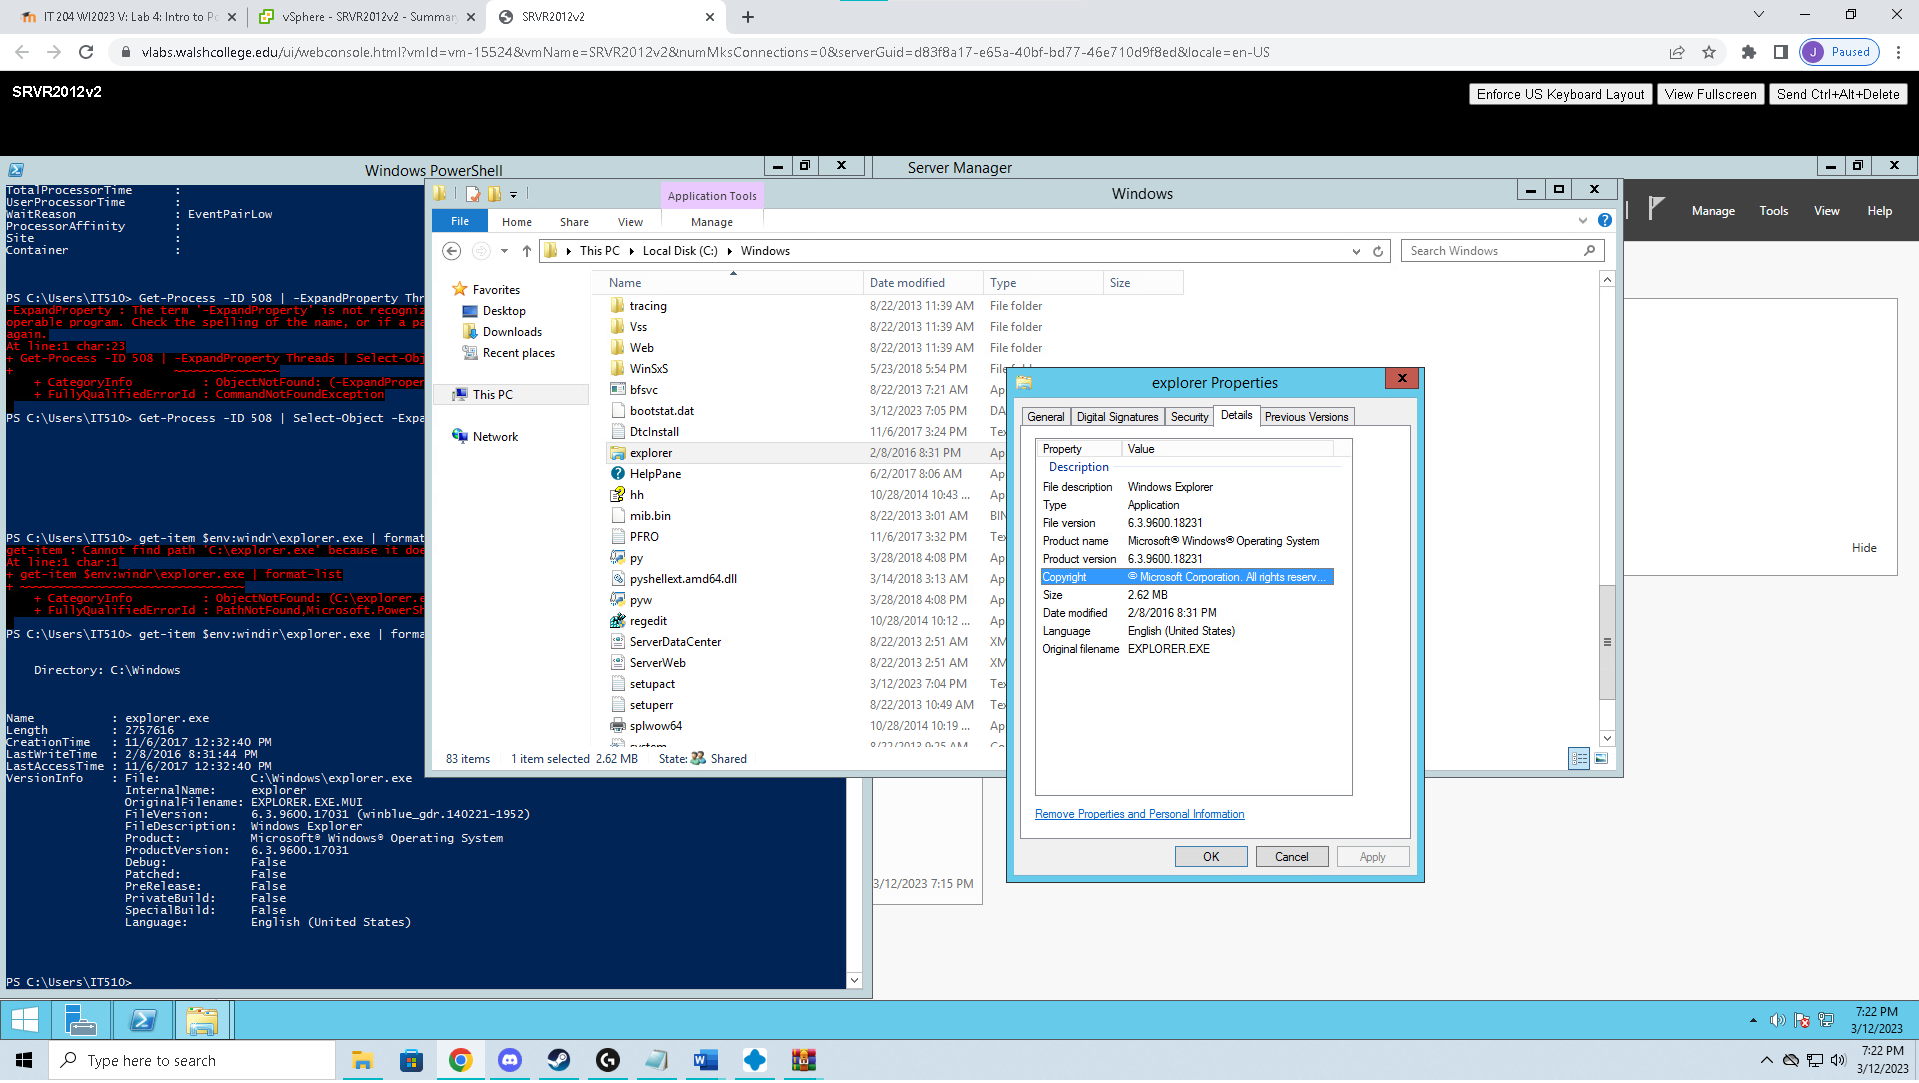 IT 204 WI2023 V: Lab 4: Intro to Po
vSphere - SRVR2012v2 - Summar
SRVR2012v2
vlabs.walshcollege.edu/ui/webconsole.html?vmId=vm-15524&vmName=SRVR2012v2&numMksConnections=0&serverGuid=d83f8a17-e65a-40bf-bd77-46e710d9f8ed&locale=en-US
J Paused
SRVR2012v2
Enforce US Keyboard Layout
View Fullscreen
Send Ctrl+Alt+Delete
Windows PowerShell
TotalProcessorTime :
UserProcessorTime :
WaitReason : EventPairLow
ProcessorAffinity :
Site :
Container :
PS C:\Users\IT510> Get-Process -ID 508 | -ExpandProperty Thr
-ExpandProperty : The term '-ExpandProperty' is not recogniz
operable program. Check the spelling of the name, or if a pa
again.
At line:1 char:23
+ Get-Process -ID 508 | -ExpandProperty Threads | Select-Obj
+ ~~~~~~~~~~~~~~~
+ CategoryInfo : ObjectNotFound: (-ExpandProper
+ FullyQualifiedErrorId : CommandNotFoundException
PS C:\Users\IT510> Get-Process -ID 508 | Select-Object -Expa
PS C:\Users\IT510> get-item $env:windr\explorer.exe | format
get-item : Cannot find path 'C:\explorer.exe' because it doe
At line:1 char:1
+ get-item $env:windr\explorer.exe | format-list
+ ~~~~~~~~~~~~~~~~~~~~~~~~~~~~~~~~
+ CategoryInfo : ObjectNotFound: (C:\explorer.e
+ FullyQualifiedErrorId : PathNotFound,Microsoft.PowerSh
PS C:\Users\IT510> get-item $env:windir\explorer.exe | forma
Directory: C:\Windows
Name : explorer.exe
Length : 2757616
CreationTime : 11/6/2017 12:32:40 PM
LastWriteTime : 2/8/2016 8:31:44 PM
LastAccessTime : 11/6/2017 12:32:40 PM
VersionInfo : File: C:\Windows\explorer.exe
InternalName: explorer
OriginalFilename: EXPLORER.EXE.MUI
FileVersion: 6.3.9600.17031 (winblue_gdr.140221-1952)
FileDescription: Windows Explorer
Product: Microsoft® Windows® Operating System
ProductVersion: 6.3.9600.17031
Debug: False
Patched: False
PreRelease: False
PrivateBuild: False
SpecialBuild: False
Language: English (United States)
PS C:\Users\IT510>
Server Manager
Manage Tools View Help
Hide
3/12/2023 7:15 PM
Application Tools
Windows
File Home Share View Manage
This PC Local Disk (C:) Windows
Search Windows
Favorites
Desktop
Downloads
Recent places
This PC
Network
Name Date modified Type Size
tracing 8/22/2013 11:39 AM File folder
Vss 8/22/2013 11:39 AM File folder
Web 8/22/2013 11:39 AM File folder
WinSxS 5/23/2018 5:54 PM File folder
bfsvc 8/22/2013 7:21 AM Ap
bootstat.dat 3/12/2023 7:05 PM DA
DtcInstall 11/6/2017 3:24 PM Tex
explorer 2/8/2016 8:31 PM Ap
HelpPane 6/2/2017 8:06 AM Ap
hh 10/28/2014 10:43 ... Ap
mib.bin 8/22/2013 3:01 AM BIN
PFRO 11/6/2017 3:32 PM Tex
py 3/28/2018 4:08 PM Ap
pyshellext.amd64.dll 3/14/2018 3:13 AM Ap
pyw 3/28/2018 4:08 PM Ap
regedit 10/28/2014 10:12 ... Ap
ServerDataCenter 8/22/2013 2:51 AM XM
ServerWeb 8/22/2013 2:51 AM XM
setupact 3/12/2023 7:04 PM Tex
setuperr 8/22/2013 10:49 AM Tex
splwow64 10/28/2014 10:19 ... Ap
system 8/22/2013 9:25 AM Co
83 items 1 item selected 2.62 MB State: Shared
explorer Properties
General Digital Signatures Security Details Previous Versions
Property Value
Description
File description Windows Explorer
Type Application
File version 6.3.9600.18231
Product name Microsoft® Windows® Operating System
Product version 6.3.9600.18231
Copyright © Microsoft Corporation. All rights reserv...
Size 2.62 MB
Date modified 2/8/2016 8:31 PM
Language English (United States)
Original filename EXPLORER.EXE
Remove Properties and Personal Information
OK Cancel Apply
7:22 PM
3/12/2023
Type here to search
7:22 PM
3/12/2023